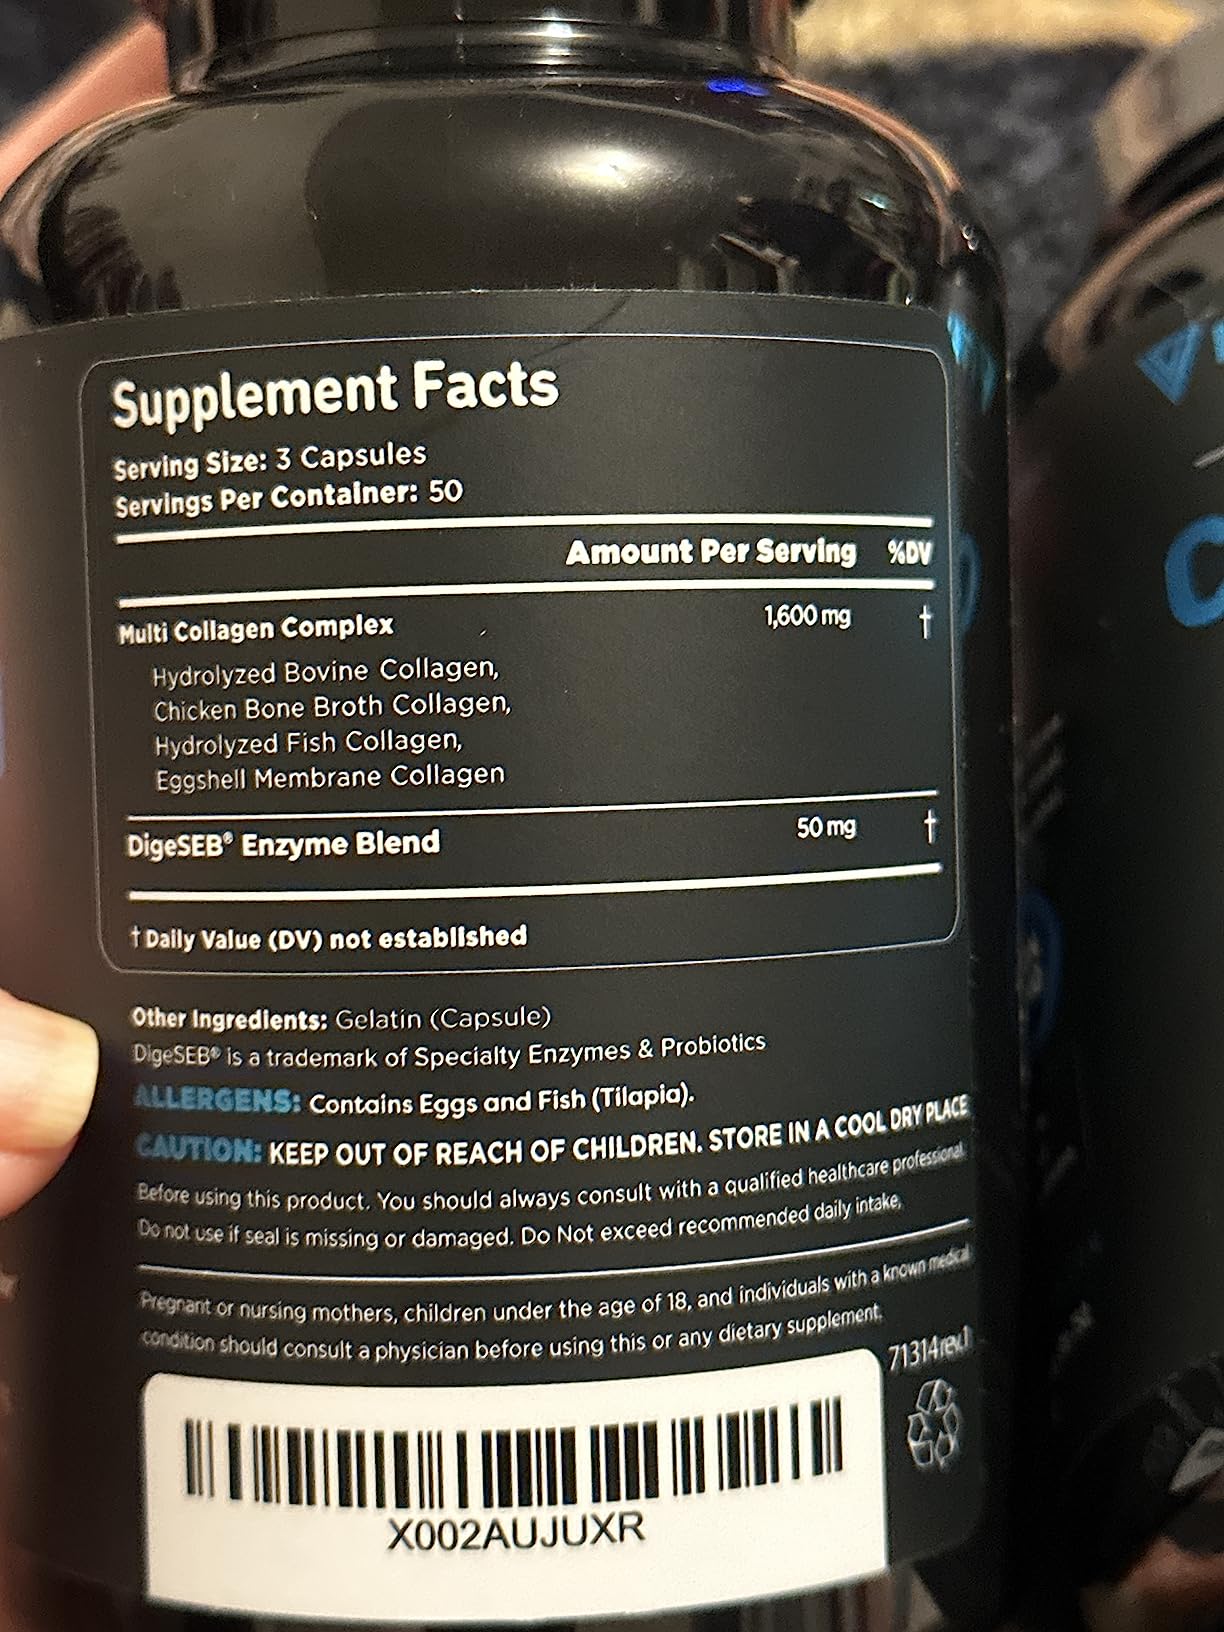 Supplement Facts
Serving Size: 3 Capsules
Servings Per Container: 50
Amount Per Serving %DV
Multi Collagen Complex 1,600 mg †
Hydrolyzed Bovine Collagen,
Chicken Bone Broth Collagen,
Hydrolyzed Fish Collagen,
Eggshell Membrane Collagen
DigeSEB® Enzyme Blend 50 mg †
† Daily Value (DV) not established
Other Ingredients: Gelatin (Capsule)
DigeSEB® is a trademark of Specialty Enzymes & Probiotics
ALLERGENS: Contains Eggs and Fish (Tilapia).
CAUTION: KEEP OUT OF REACH OF CHILDREN. STORE IN A COOL DRY PLACE
Before using this product. You should always consult with a qualified healthcare professional.
Do not use if seal is missing or damaged. Do Not exceed recommended daily intake,
Pregnant or nursing mothers, children under the age of 18, and individuals with a known medical
condition should consult a physician before using this or any dietary supplement.
71314rev.1
X002AUJUXR